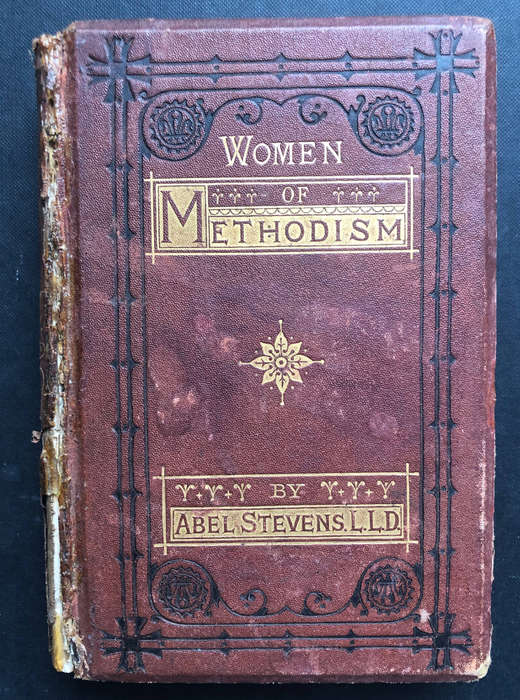 WOMEN
OF
METHODISM
BY
ABEL STEVENS, L.L.D.